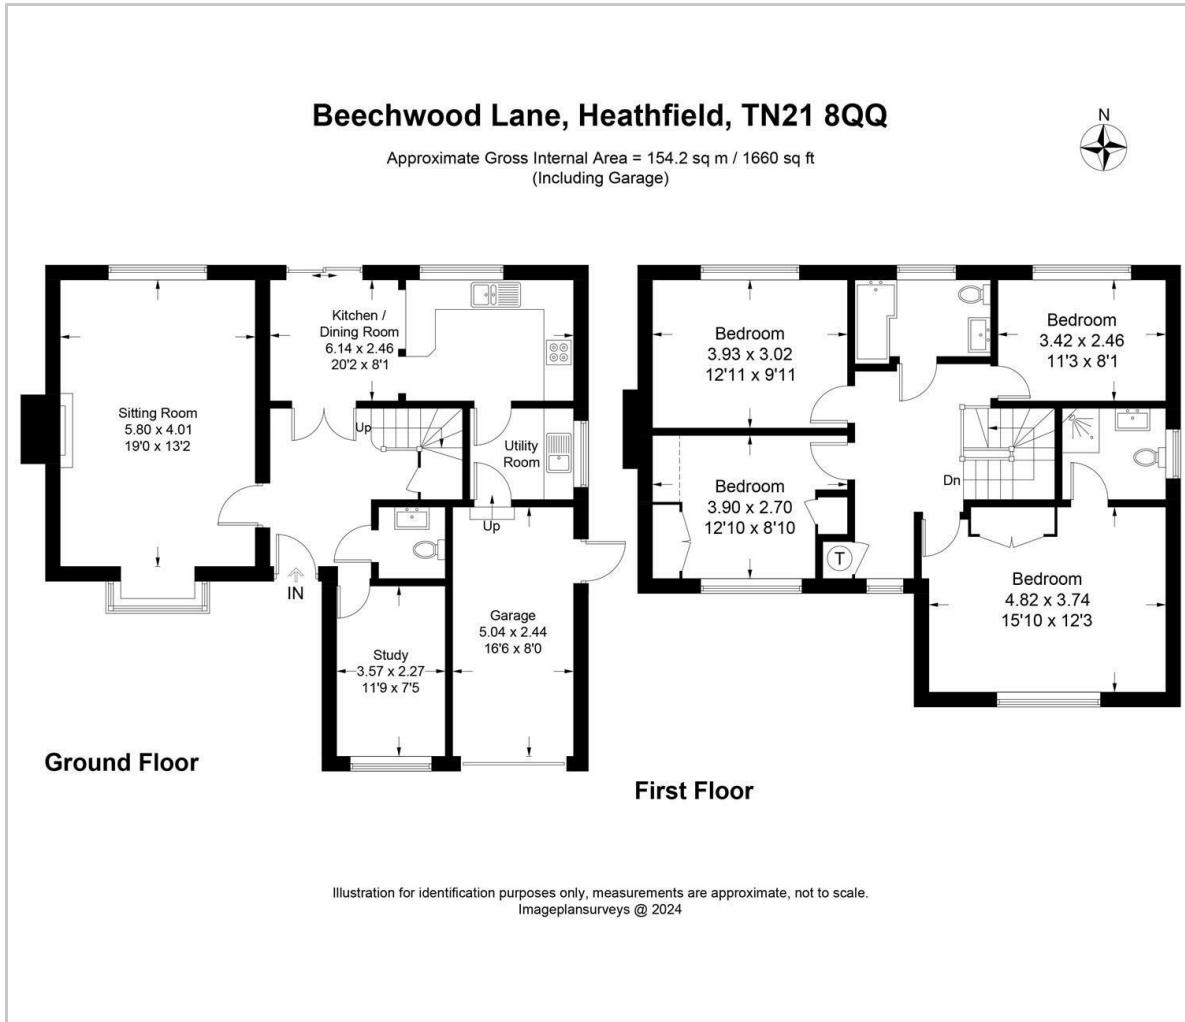 Beechwood Lane, Heathfield, TN21 8QQ
Approximate Gross Internal Area = 154.2 sq m / 1660 sq ft
(Including Garage)
N
Kitchen /
Dining Room
6.14 x 2.46
20'2 x 8'1
Sitting Room
5.80 x 4.01
19'0 x 13'2
Up
Utility
Room
Up
IN
Study
3.57 x 2.27
11'9 x 7'5
Garage
5.04 x 2.44
16'6 x 8'0
Ground Floor
Bedroom
3.93 x 3.02
12'11 x 9'11
Bedroom
3.42 x 2.46
11'3 x 8'1
Bedroom
3.90 x 2.70
12'10 x 8'10
Dn
T
Bedroom
4.82 x 3.74
15'10 x 12'3
First Floor
Illustration for identification purposes only, measurements are approximate, not to scale.
Imageplansurveys @ 2024